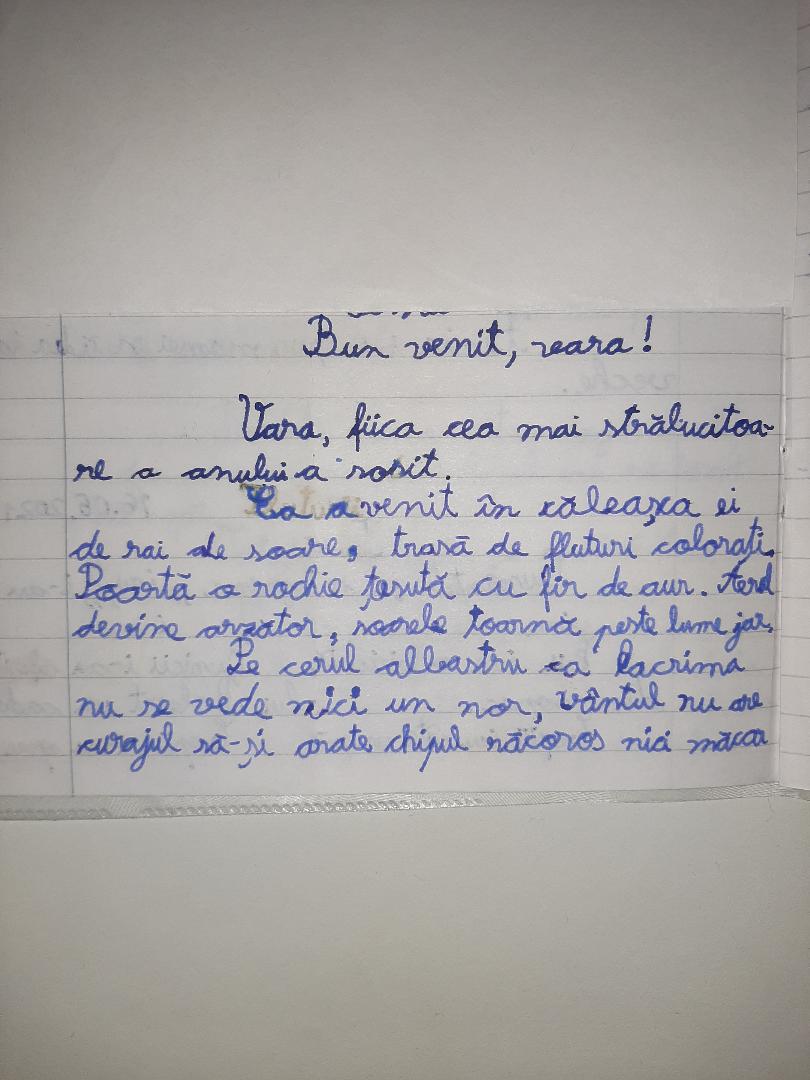 Bun venit, vara!
Vara, fiica cea mai strălucitoa-
re a anului a sosit.
Ea a venit în căleașca ei
de rai de soare, trasă de fluturi colorați.
Poartă o rochie țesută cu fir de aur. Aerul
devine arzător, soarele toarnă peste lume jar.
Pe cerul albastru ca lacrima
nu se vede nici un nor, vântul nu are
curajul să-și arate chipul răcoros nici măcar